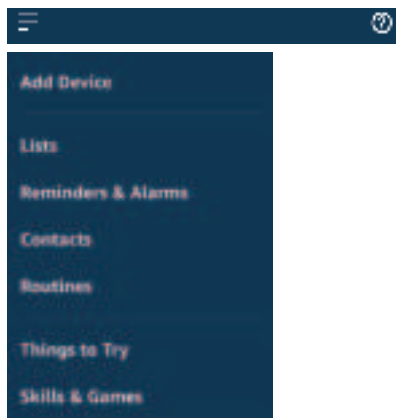 Add Device
Lists
Reminders & Alarms
Contacts
Routines
Things to Try
Skills & Games